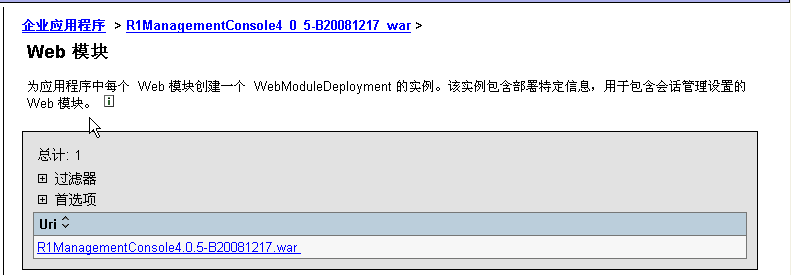 企业应用程序 > R1ManagementConsole4_0_5-B20081217_war >
Web 模块
为应用程序中每个 Web 模块创建一个 WebModuleDeployment 的实例。该实例包含部署特定信息，用于包含会话管理设置的
Web 模块。 i
总计: 1
过滤器
首选项
Uri
R1ManagementConsole4.0.5-B20081217.war